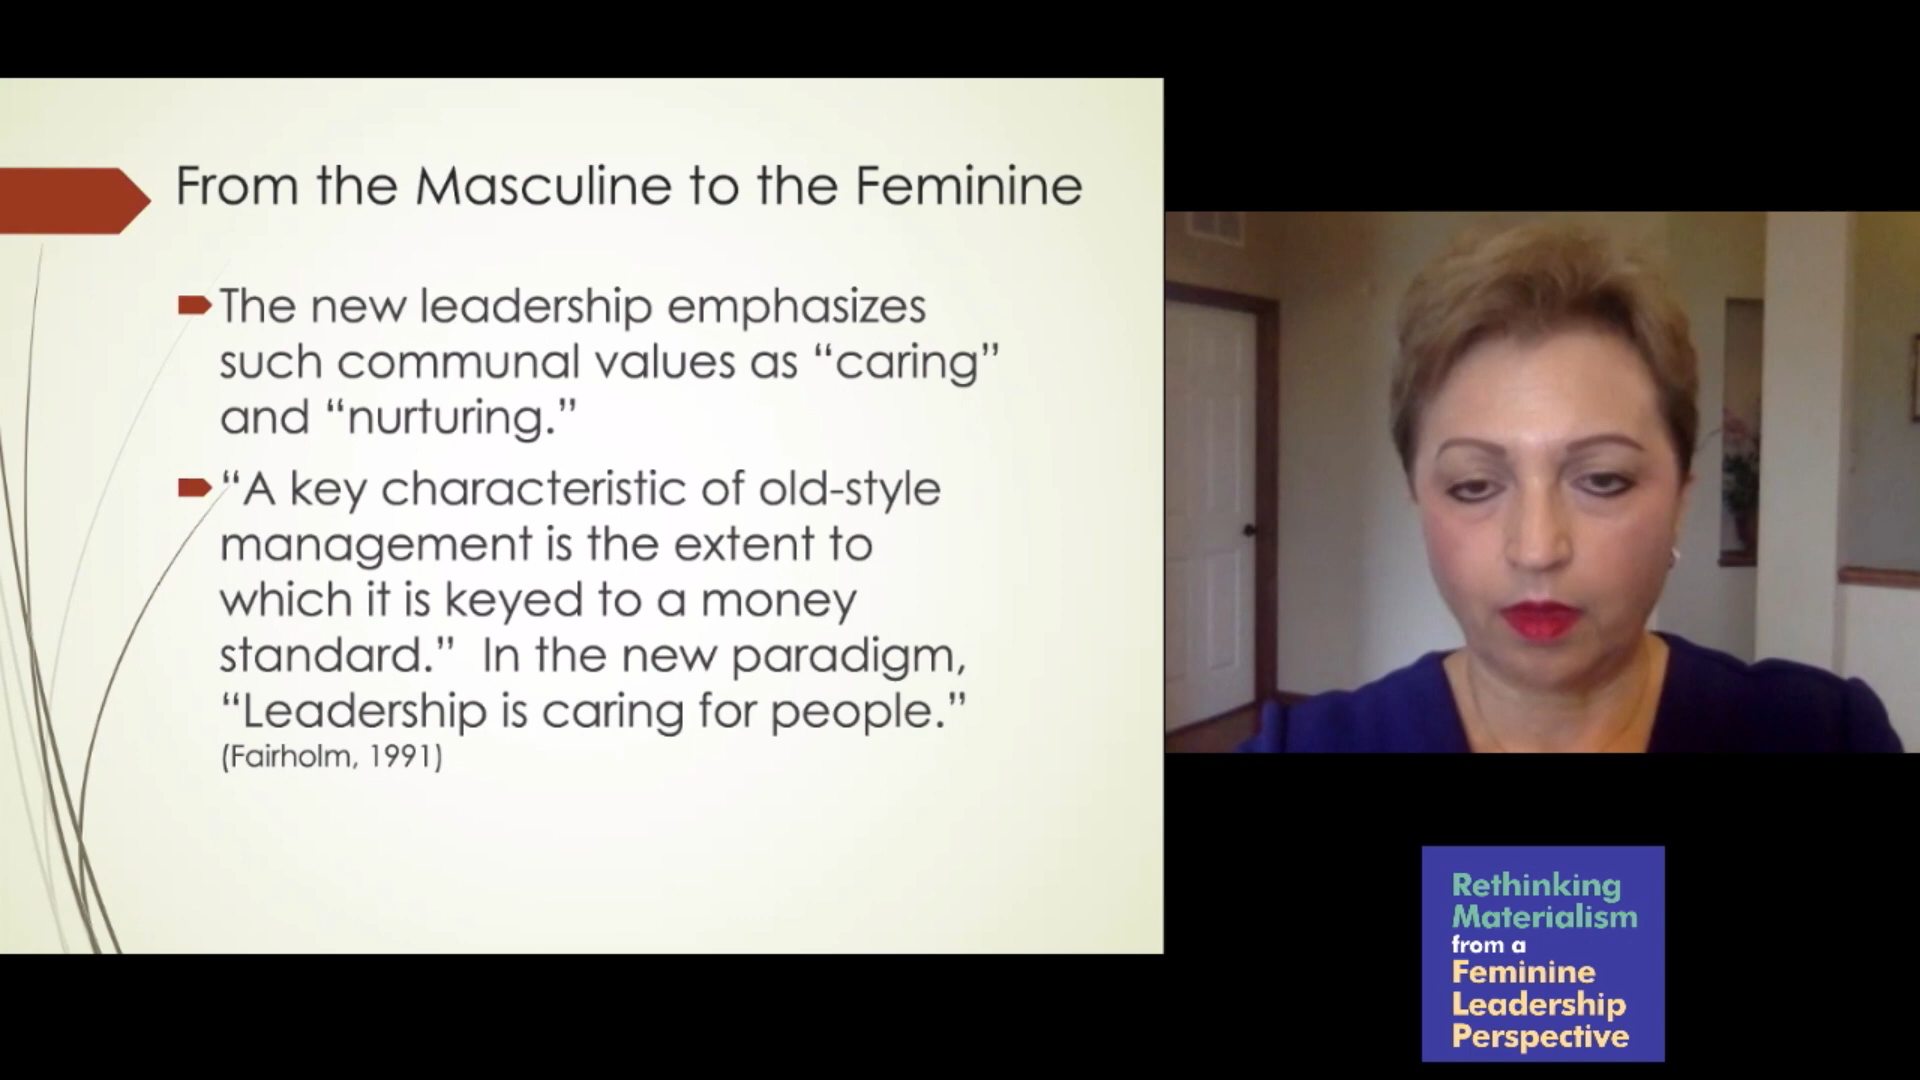 From the Masculine to the Feminine
The new leadership emphasizes
such communal values as “caring”
and “nurturing.”
“A key characteristic of old-style
management is the extent to
which it is keyed to a money
standard.”  In the new paradigm,
“Leadership is caring for people.”
(Fairholm, 1991)
Rethinking
Materialism
from a
Feminine
Leadership
Perspective